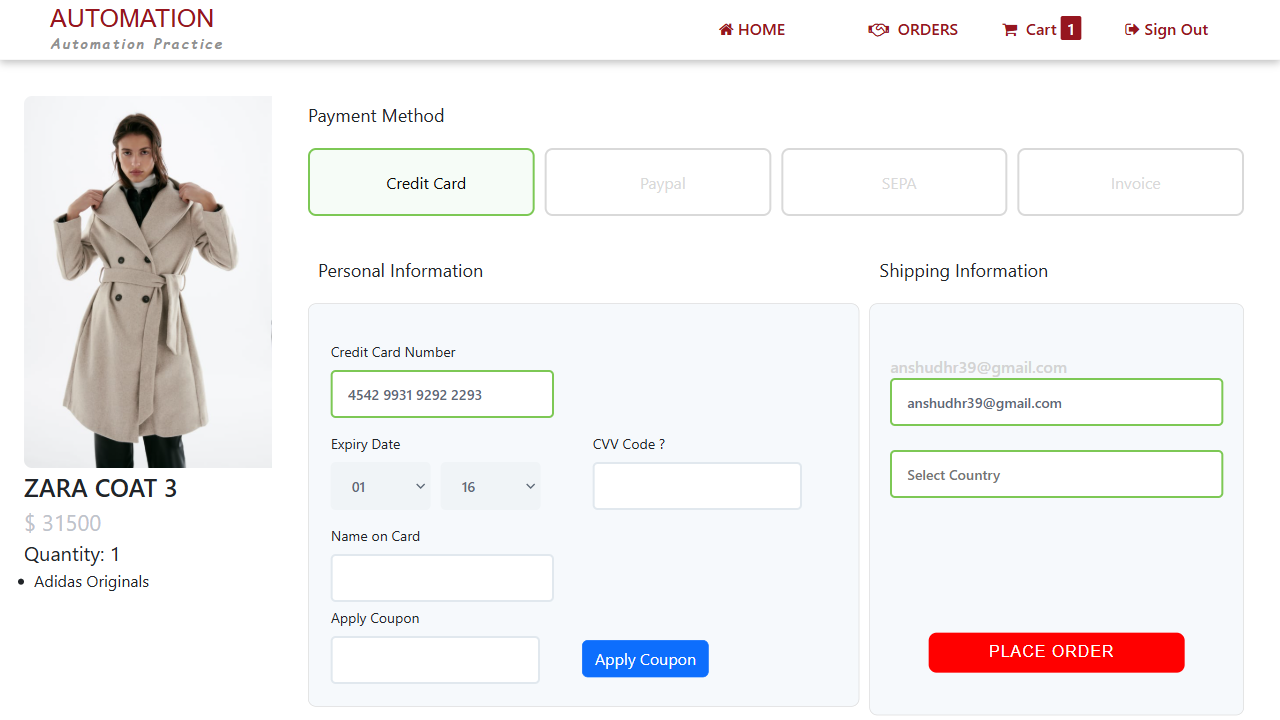 AUTOMATION
Automation Practice
HOME
ORDERS
Cart 1
Sign Out
ZARA COAT 3
$ 31500
Quantity: 1
Adidas Originals
Payment Method
Credit Card
Paypal
SEPA
Invoice
Personal Information
Credit Card Number
4542 9931 9292 2293
Expiry Date
CVV Code ?
01
16
Name on Card
Apply Coupon
Apply Coupon
Shipping Information
anshudhr39@gmail.com
anshudhr39@gmail.com
Select Country
PLACE ORDER